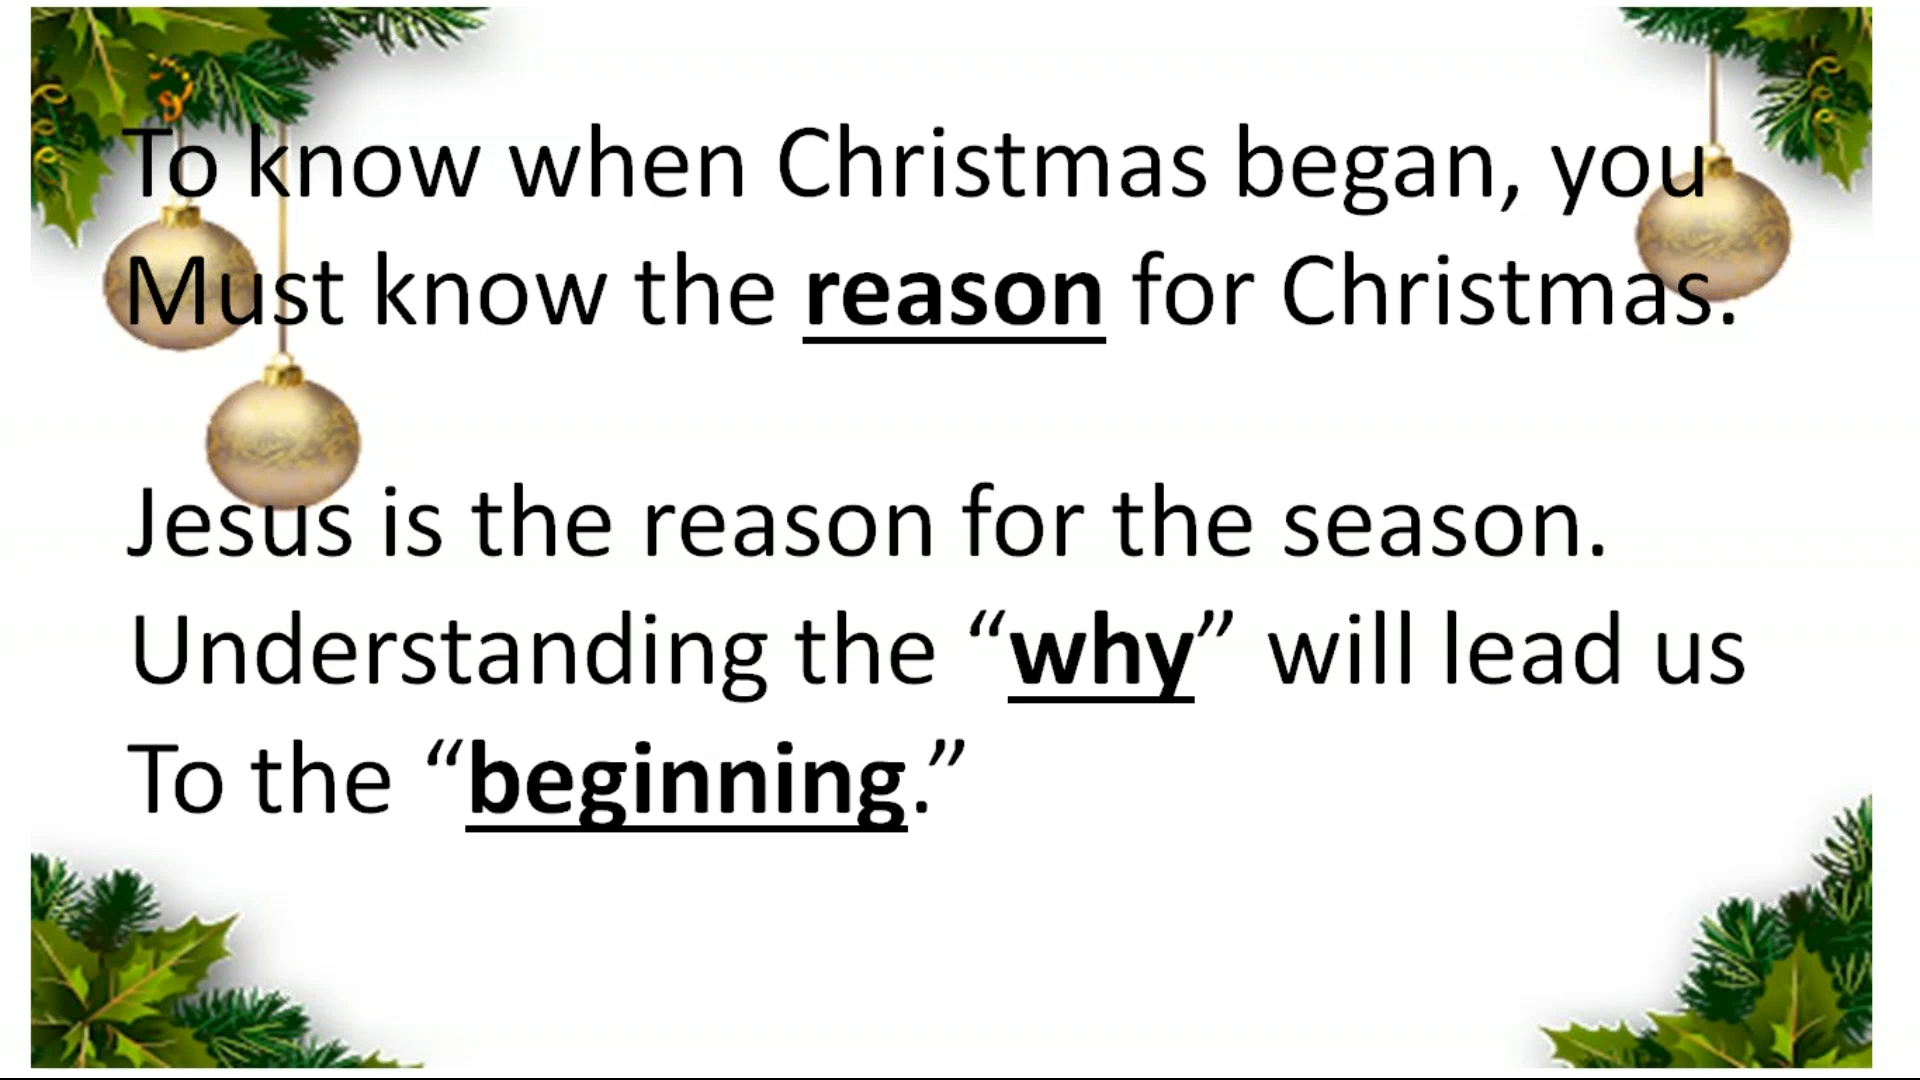 To know when Christmas began, you
Must know the reason for Christmas.
Jesus is the reason for the season.
Understanding the “why” will lead us
To the “beginning.”